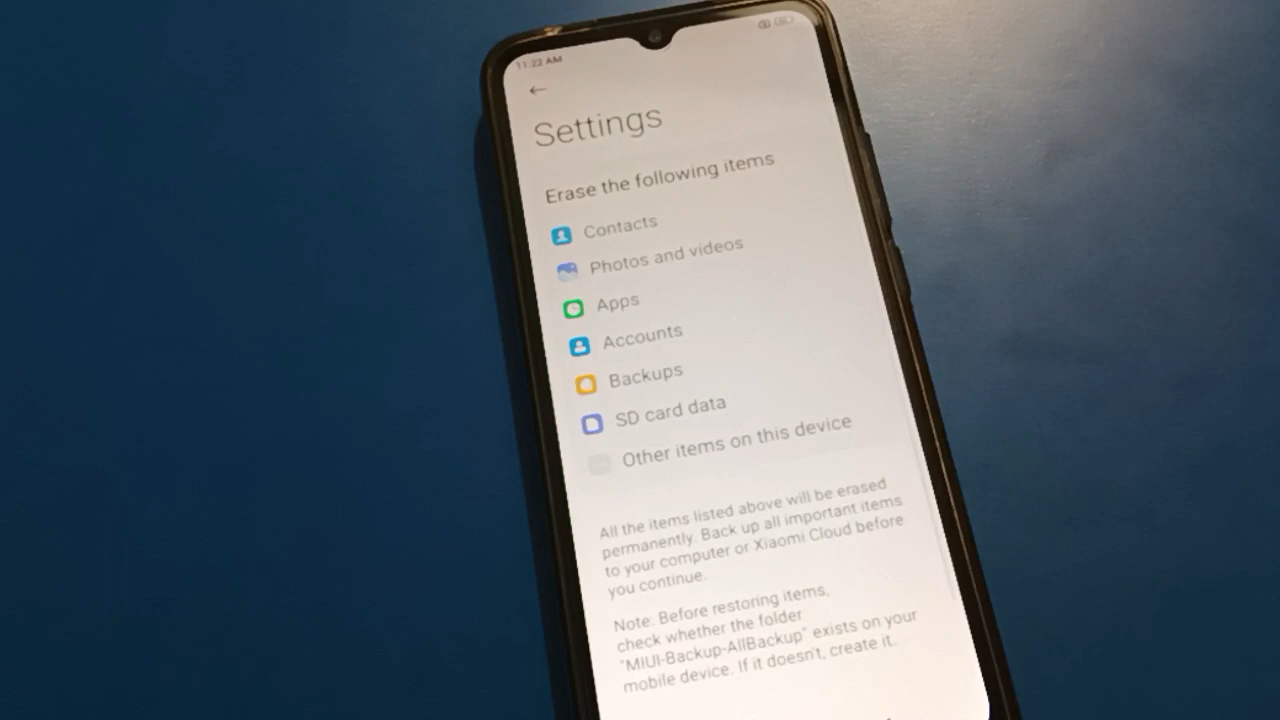 11:22 AM
Settings
Erase the following items
Contacts
Photos and videos
Apps
Accounts
Backups
SD card data
Other items on this device
All the items listed above will be erased
permanently. Back up all important items
to your computer or Xiaomi Cloud before
you continue.
Note: Before restoring items,
check whether the folder
"MIUI-Backup-AllBackup" exists on your
mobile device. If it doesn't, create it.